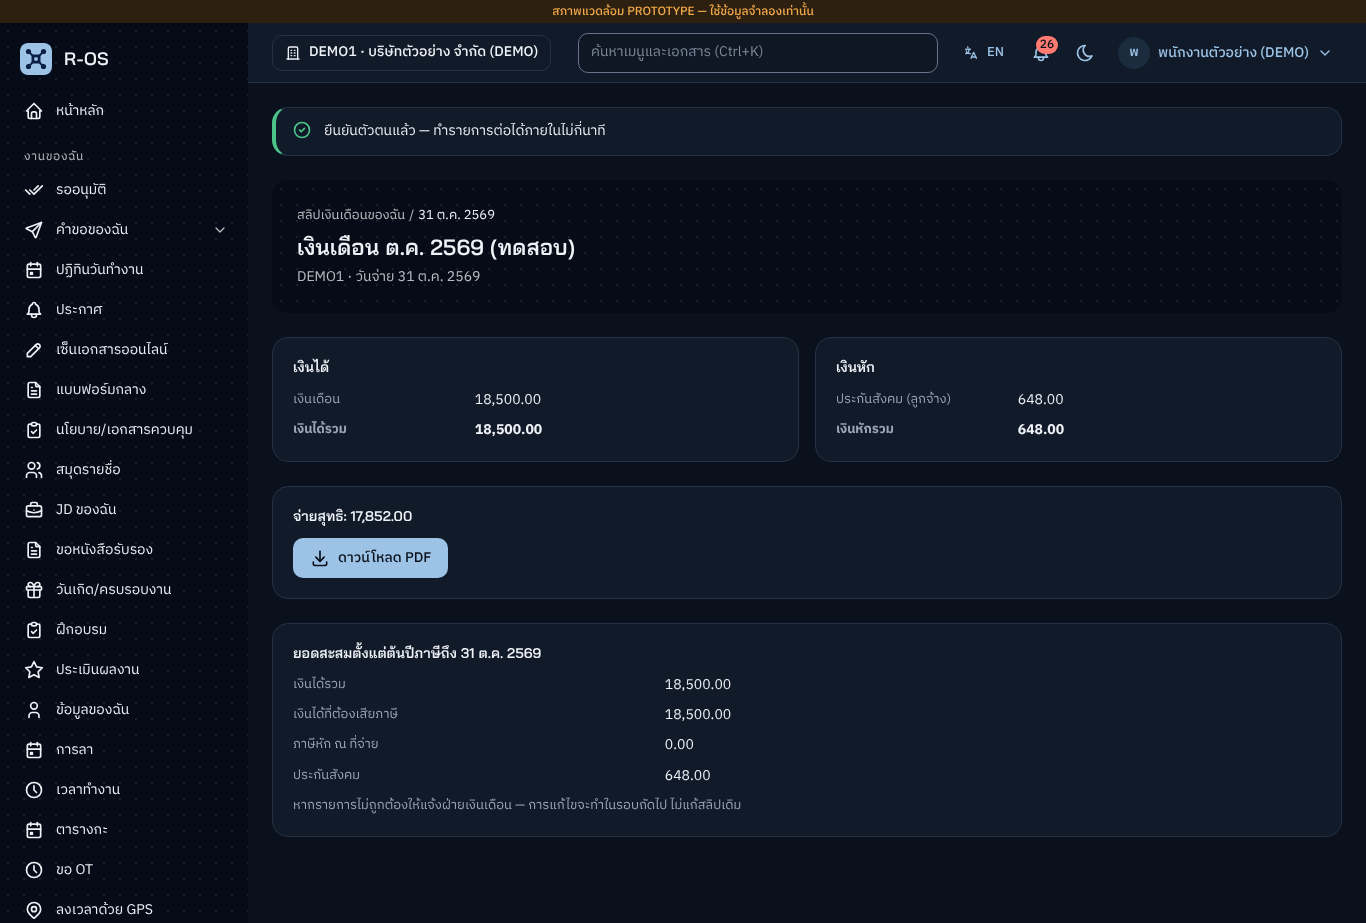 สภาพแวดล้อม PROTOTYPE — ใช้ข้อมูลจำลองเท่านั้น
R-OS
DEMO1 · บริษัทตัวอย่าง จำกัด (DEMO)
ค้นหาเมนูและเอกสาร (Ctrl+K)
EN
26
พ
พนักงานตัวอย่าง (DEMO)
หน้าหลัก
งานของฉัน
รออนุมัติ
คำขอของฉัน
ปฏิทินวันทำงาน
ประกาศ
เซ็นเอกสารออนไลน์
แบบฟอร์มกลาง
นโยบาย/เอกสารควบคุม
สมุดรายชื่อ
JD ของฉัน
ขอหนังสือรับรอง
วันเกิด/ครบรอบงาน
ฝึกอบรม
ประเมินผลงาน
ข้อมูลของฉัน
การลา
เวลาทำงาน
ตารางกะ
ขอ OT
ลงเวลาด้วย GPS
ยืนยันตัวตนแล้ว — ทำรายการต่อได้ภายในไม่กี่นาที
สลิปเงินเดือนของฉัน / 31 ต.ค. 2569
เงินเดือน ต.ค. 2569 (ทดสอบ)
DEMO1 · วันจ่าย 31 ต.ค. 2569
เงินได้
เงินเดือน 18,500.00
เงินได้รวม 18,500.00
เงินหัก
ประกันสังคม (ลูกจ้าง) 648.00
เงินหักรวม 648.00
จ่ายสุทธิ: 17,852.00
ดาวน์โหลด PDF
ยอดสะสมตั้งแต่ต้นปีภาษีถึง 31 ต.ค. 2569
เงินได้รวม 18,500.00
เงินได้ที่ต้องเสียภาษี 18,500.00
ภาษีหัก ณ ที่จ่าย 0.00
ประกันสังคม 648.00
หากรายการไม่ถูกต้องให้แจ้งฝ่ายเงินเดือน — การแก้ไขจะทำในรอบถัดไป ไม่แก้สลิปเดิม